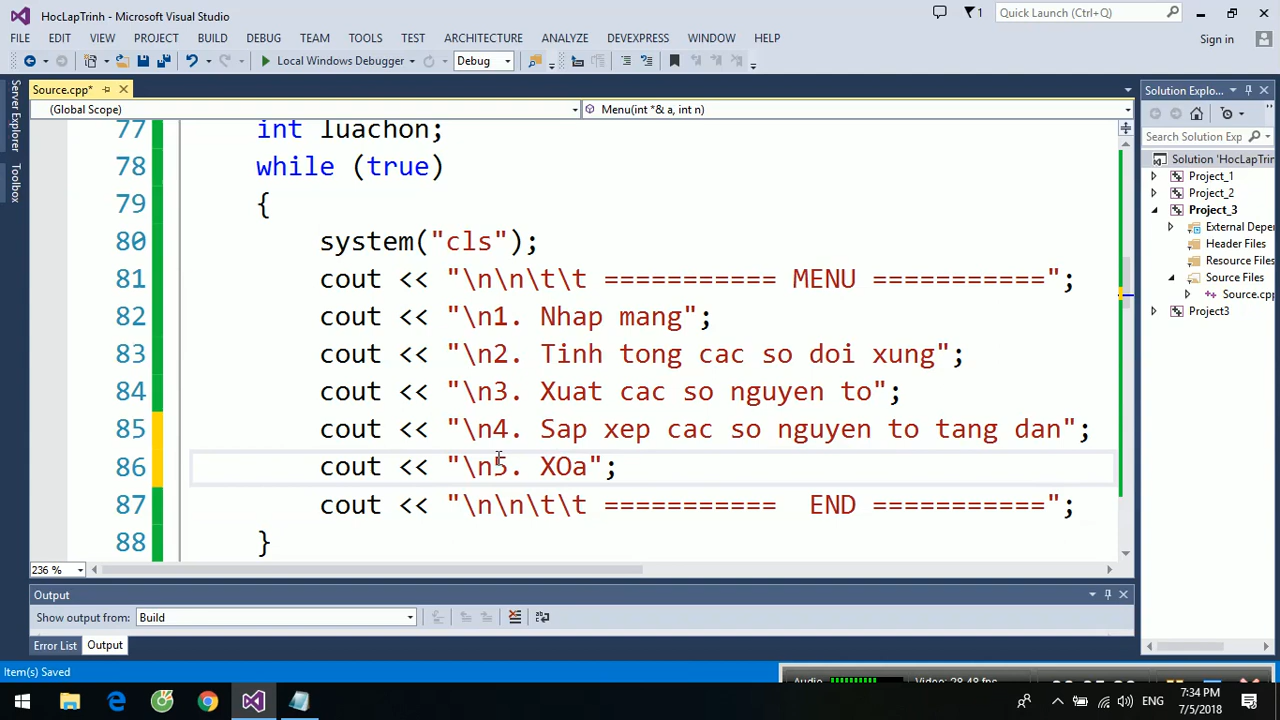 HocLapTrinh - Microsoft Visual Studio
1
Quick Launch (Ctrl+Q)
FILE EDIT VIEW PROJECT BUILD DEBUG TEAM TOOLS TEST ARCHITECTURE ANALYZE DEVEXPRESS WINDOW HELP
Sign in
Local Windows Debugger
Debug
Server Explorer
Toolbox
Source.cpp*
(Global Scope)
Menu(int *& a, int n)
77 int luachon;
78 while (true)
79 {
80 system("cls");
81 cout << "\n\n\t\t =========== MENU ===========";
82 cout << "\n1. Nhap mang";
83 cout << "\n2. Tinh tong cac so doi xung";
84 cout << "\n3. Xuat cac so nguyen to";
85 cout << "\n4. Sap xep cac so nguyen to tang dan";
86 cout << "\n5. XOa";
87 cout << "\n\n\t\t ===========  END ===========";
88 }
236 %
Solution Explo...
Search Solution Exp
Solution 'HocLapTrin
Project_1
Project_2
Project_3
External Depe
Header Files
Resource Files
Source Files
Source.cpp
Project3
Output
Show output from: Build
Error List
Output
Item(s) Saved
ENG
7:34 PM
7/5/2018